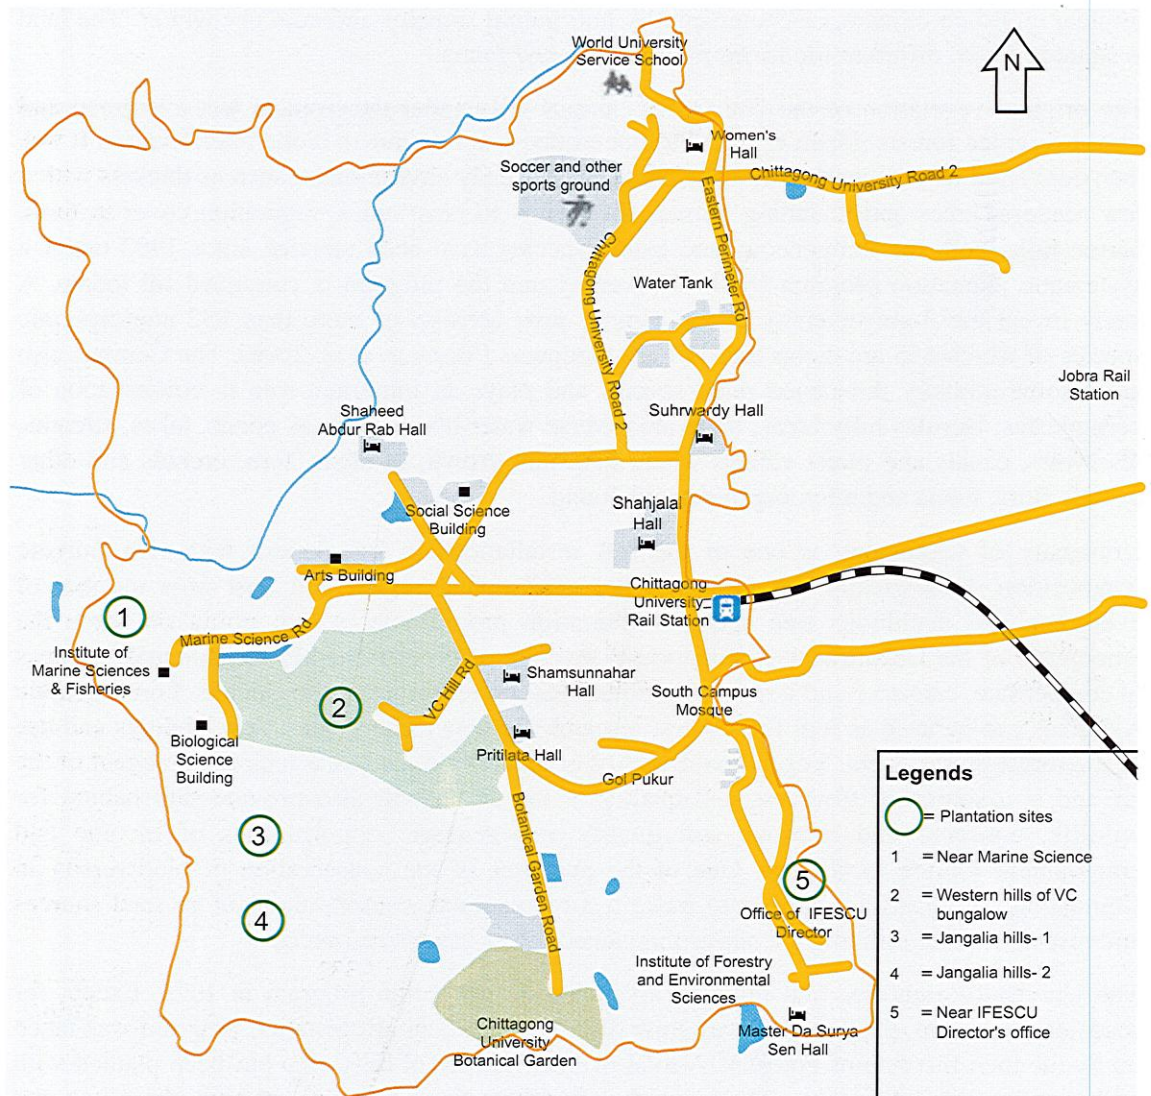 World University
Service School
N
Women's
Hall
Soccer and other
sports ground
Chittagong University Road 2
Eastern Perimeter Rd
Chittagong University Road 2
Water Tank
Jobra Rail
Station
Shaheed
Abdur Rab Hall
Suhrwardy Hall
Social Science
Building
Shahjalal
Hall
Arts Building
Chittagong
University
Rail Station
1
Marine Science Rd
Institute of
Marine Sciences
& Fisheries
2
VC Hill Rd
Shamsunnahar
Hall
South Campus
Mosque
Biological
Science
Building
Pritilata Hall
Gol Pukur
Botanical Garden Road
3
4
5
Office of IFESCU
Director
Institute of Forestry
and Environmental
Sciences
Master Da Surya
Sen Hall
Chittagong
University
Botanical Garden
Legends
= Plantation sites
1 = Near Marine Science
2 = Western hills of VC
bungalow
3 = Jangalia hills- 1
4 = Jangalia hills- 2
5 = Near IFESCU
Director's office